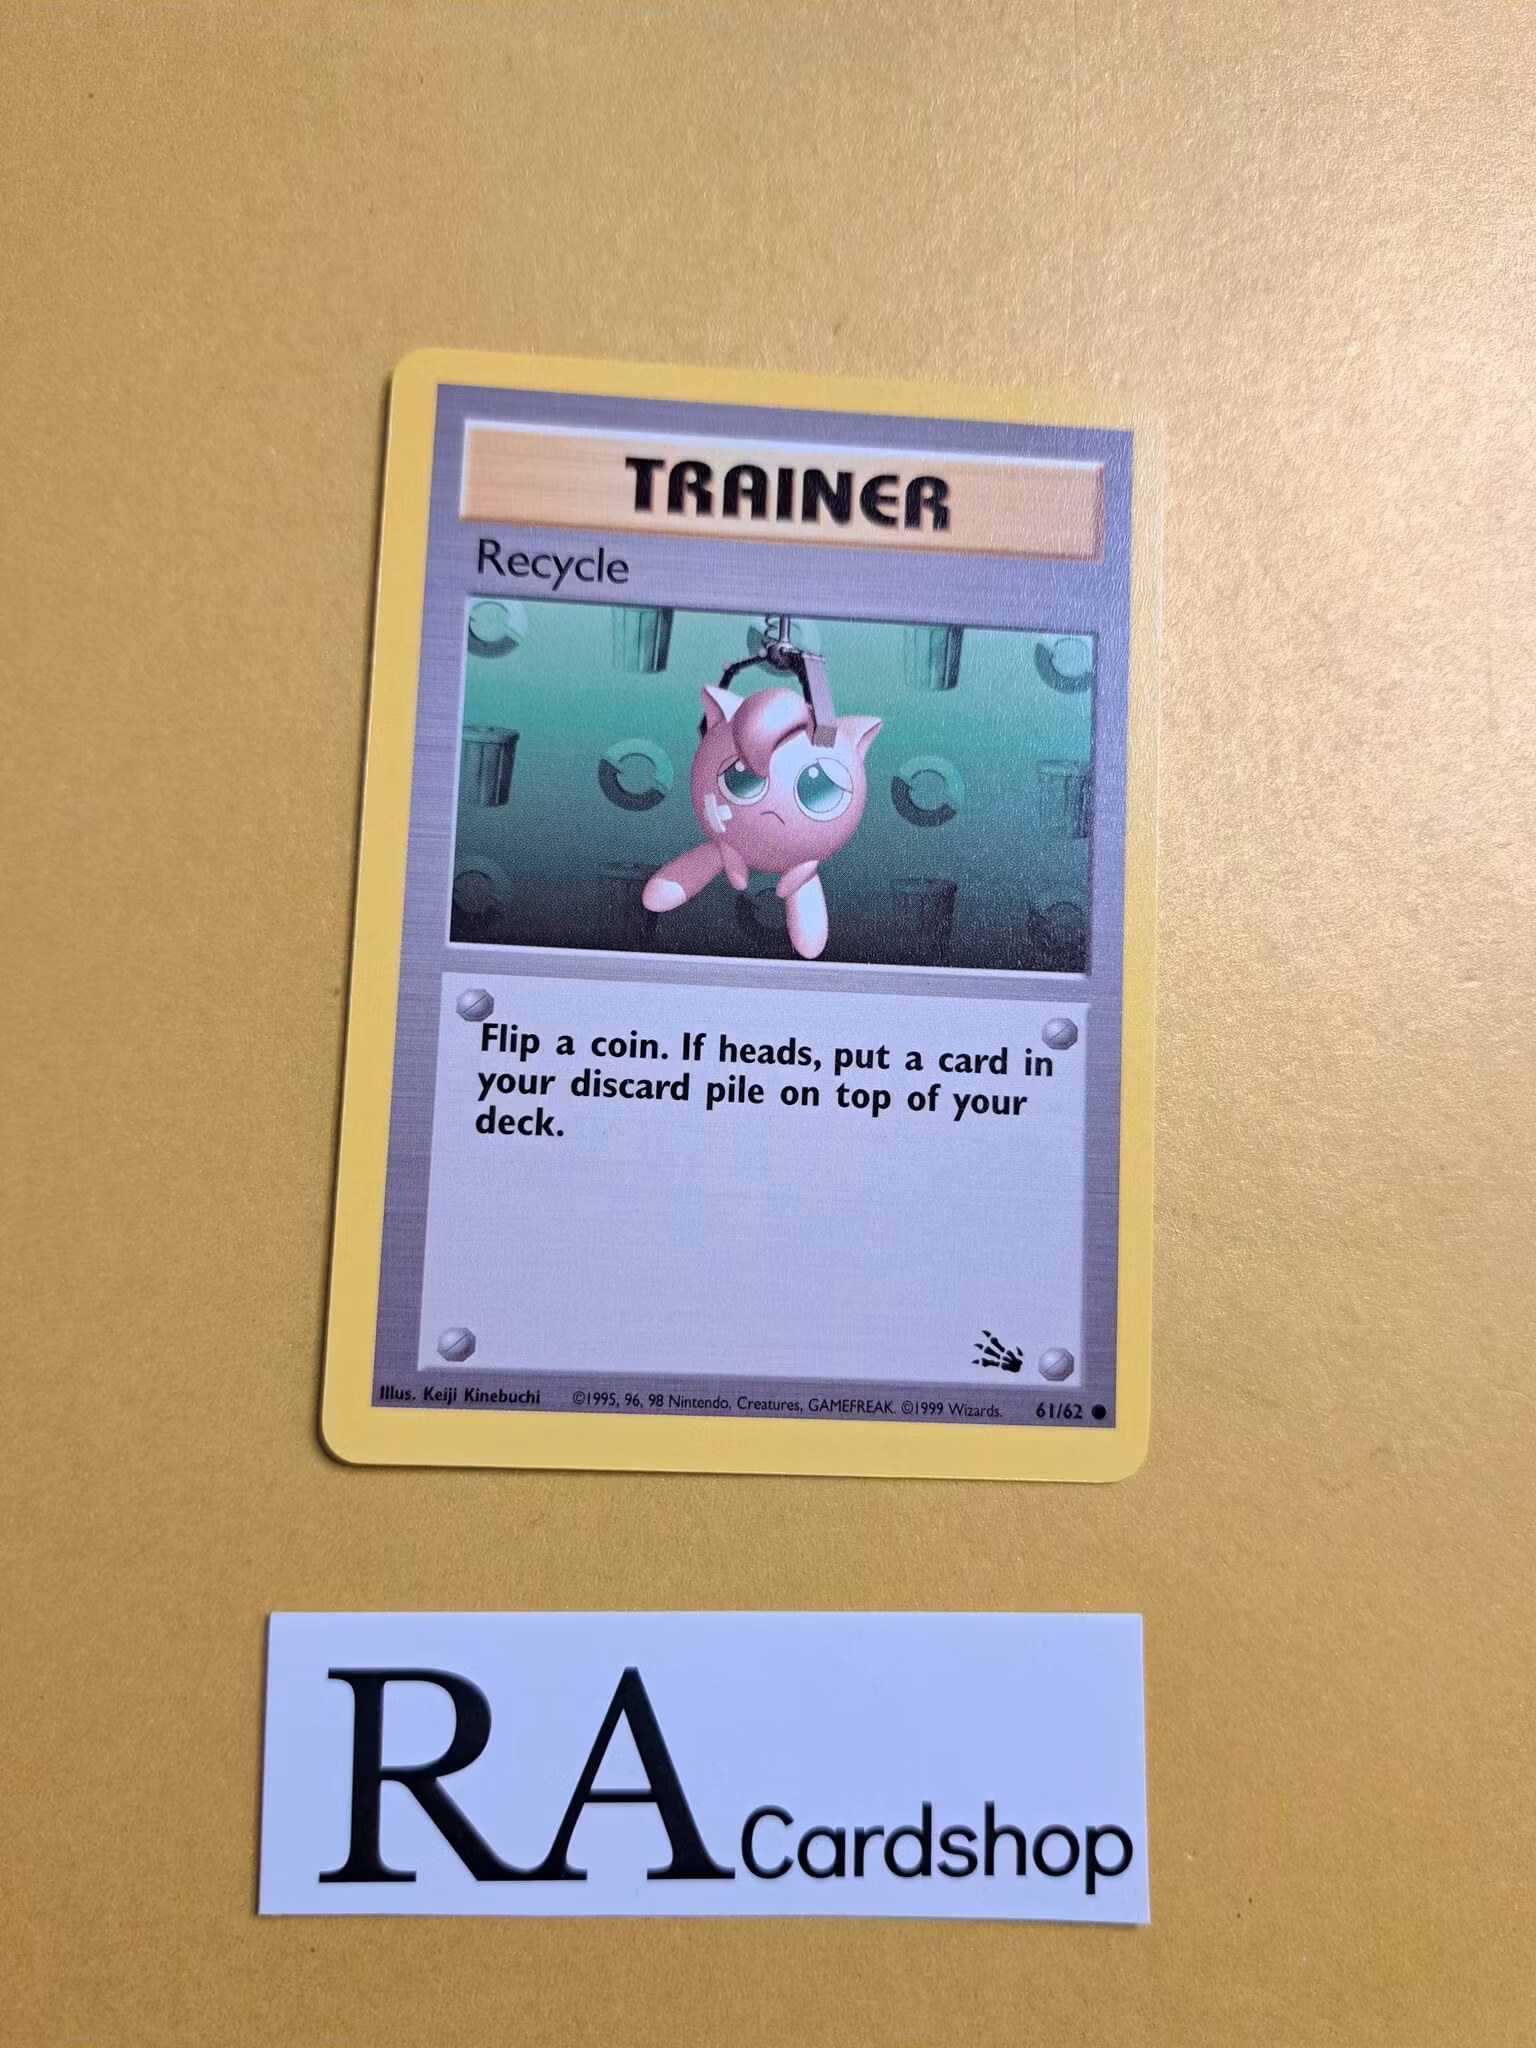 TRAINER
Recycle
Flip a coin. If heads, put a card in
your discard pile on top of your
deck.
Illus. Keiji Kinebuchi ©1995, 96, 98 Nintendo, Creatures, GAMEFREAK. ©1999 Wizards. 61/62
RA Cardshop